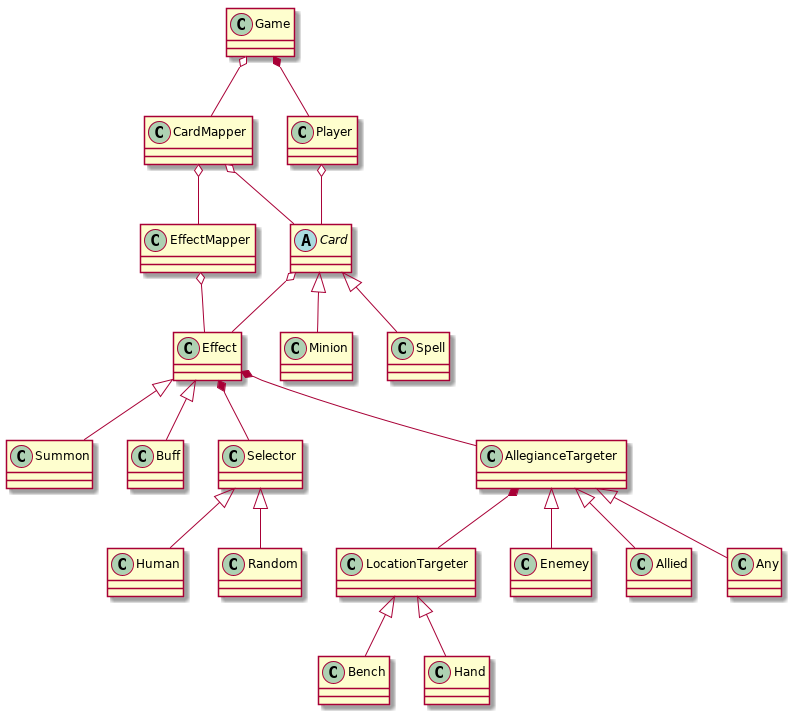 C Game
C CardMapper
C Player
C EffectMapper
A Card
C Effect
C Minion
C Spell
C Summon
C Buff
C Selector
C AllegianceTargeter
C Human
C Random
C LocationTargeter
C Enemey
C Allied
C Any
C Bench
C Hand